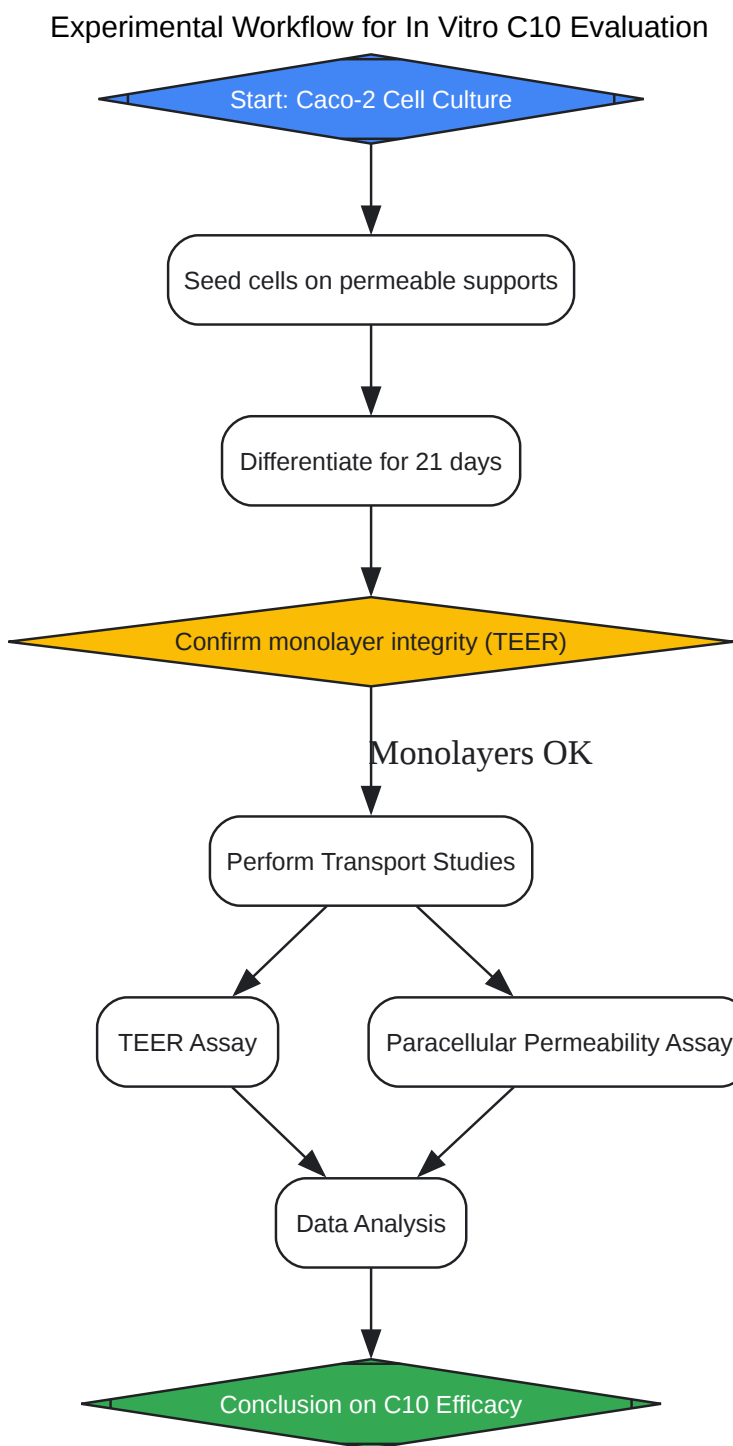 Experimental Workflow for In Vitro C10 Evaluation
Start: Caco-2 Cell Culture
Seed cells on permeable supports
Differentiate for 21 days
Confirm monolayer integrity (TEER)
Monolayers OK
Perform Transport Studies
TEER Assay
Paracellular Permeability Assay
Data Analysis
Conclusion on C10 Efficacy